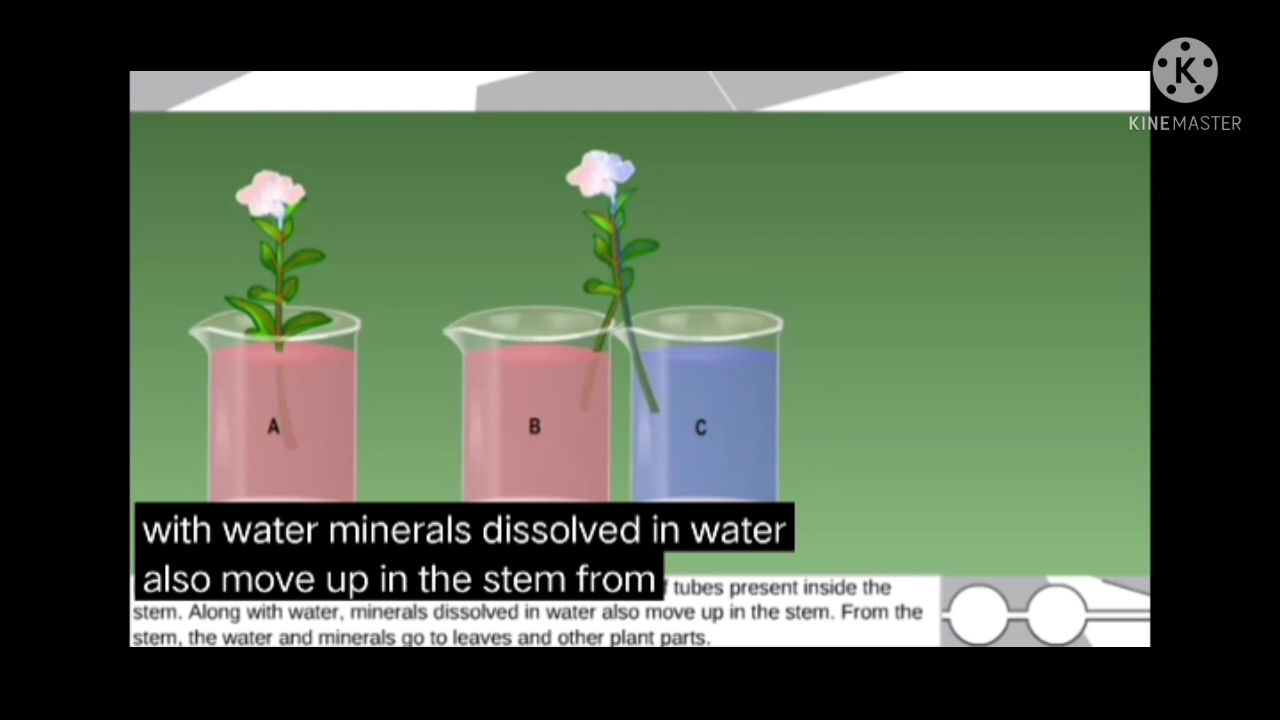 KINEMASTER
A
B
C
with water minerals dissolved in water
also move up in the stem from
tubes present inside the
stem. Along with water, minerals dissolved in water also move up in the stem. From the
stem, the water and minerals go to leaves and other plant parts.